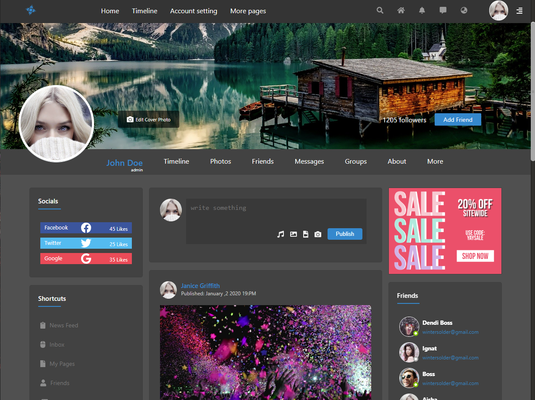 Home Timeline Account setting More pages
Edit Cover Photo
1205 followers Add Friend
John Doe
admin
Timeline Photos Friends Messages Groups About More
Socials
Facebook 45 Likes
Twitter 25 Likes
Google 35 Likes
Shortcuts
News Feed
Inbox
My Pages
Friends
write something
Publish
Janice Griffith
Published: January ,2 2020 19:PM
SALE
SALE
SALE
20% OFF
SITEWIDE
USE CODE:
YAYSALE
SHOP NOW
Friends
Dendi Boss
wintersolder@gmail.com
Ignat
wintersolder@gmail.com
Boss
wintersolder@gmail.com